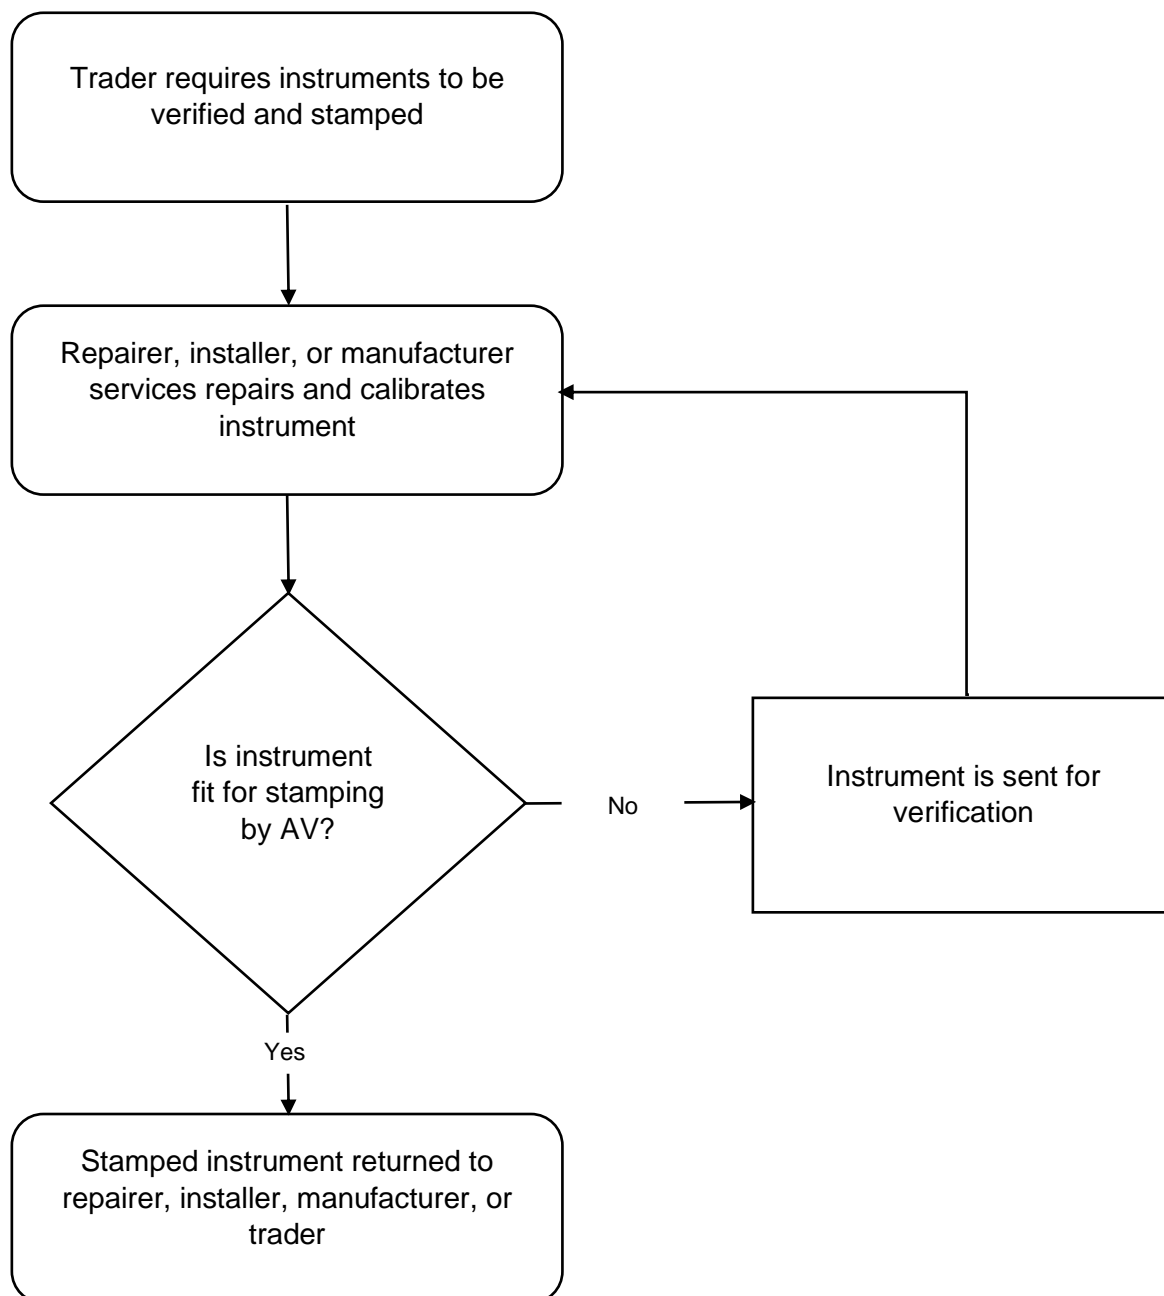 Trader requires instruments to be
verified and stamped
Repairer, installer, or manufacturer
services repairs and calibrates
instrument
Is instrument
fit for stamping
by AV?
No
Instrument is sent for
verification
Yes
Stamped instrument returned to
repairer, installer, manufacturer, or
trader